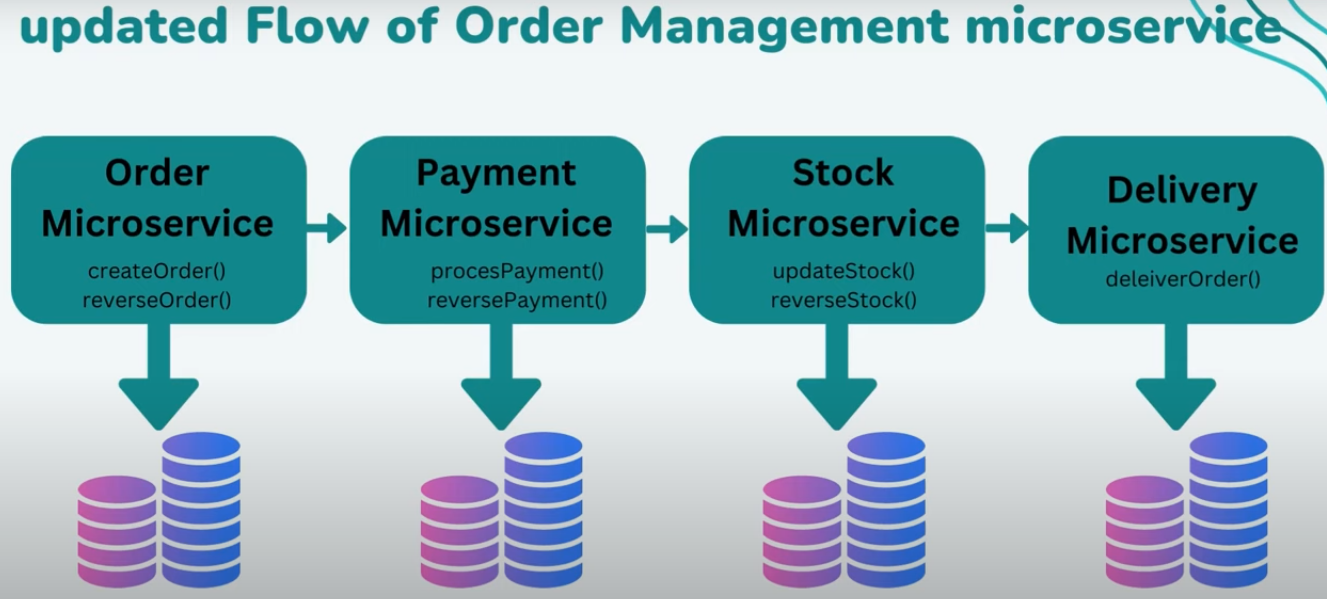 updated Flow of Order Management microservice
Order
Microservice
createOrder()
reverseOrder()
Payment
Microservice
procesPayment()
reversePayment()
Stock
Microservice
updateStock()
reverseStock()
Delivery
Microservice
deleiverOrder()